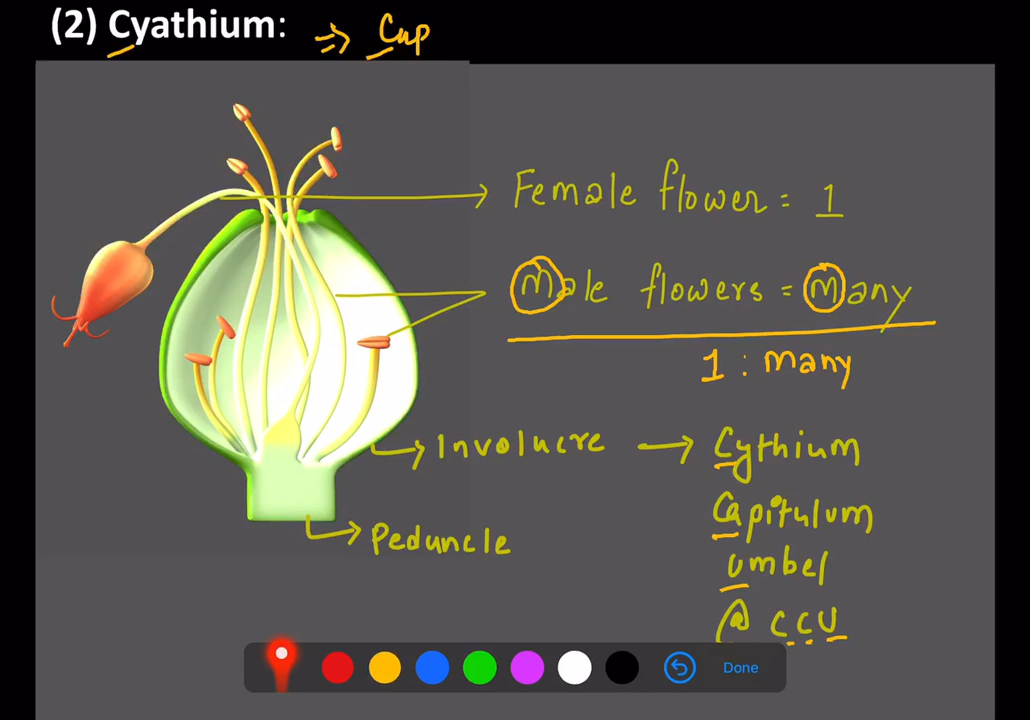 (2) Cyathium: ⇒ Cup
Female flower = 1
Male flowers = Many
1 : many
Involucre → Cythium
Capitulum
umbel
@ CCU
Peduncle
Done